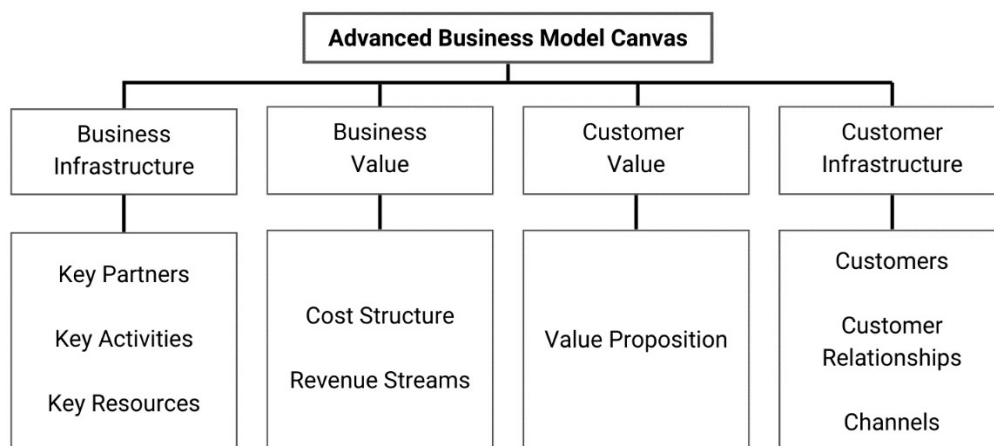 Advanced Business Model Canvas
Business
Infrastructure
Business
Value
Customer
Value
Customer
Infrastructure
Key Partners
Key Activities
Key Resources
Cost Structure
Revenue Streams
Value Proposition
Customers
Customer
Relationships
Channels